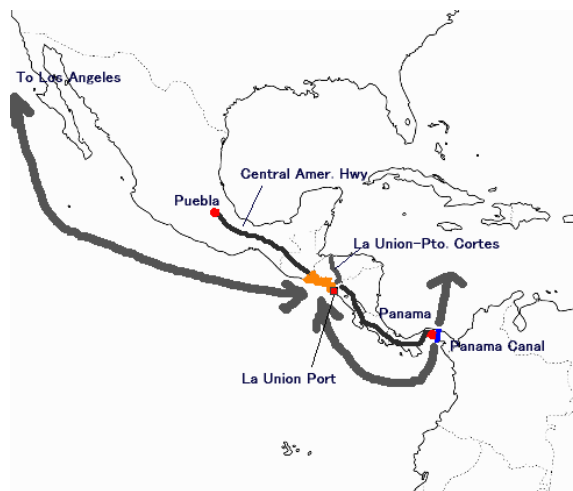 To Los Angeles
Central Amer. Hwy
Puebla
La Union-Pto. Cortes
Panama
Panama Canal
La Union Port